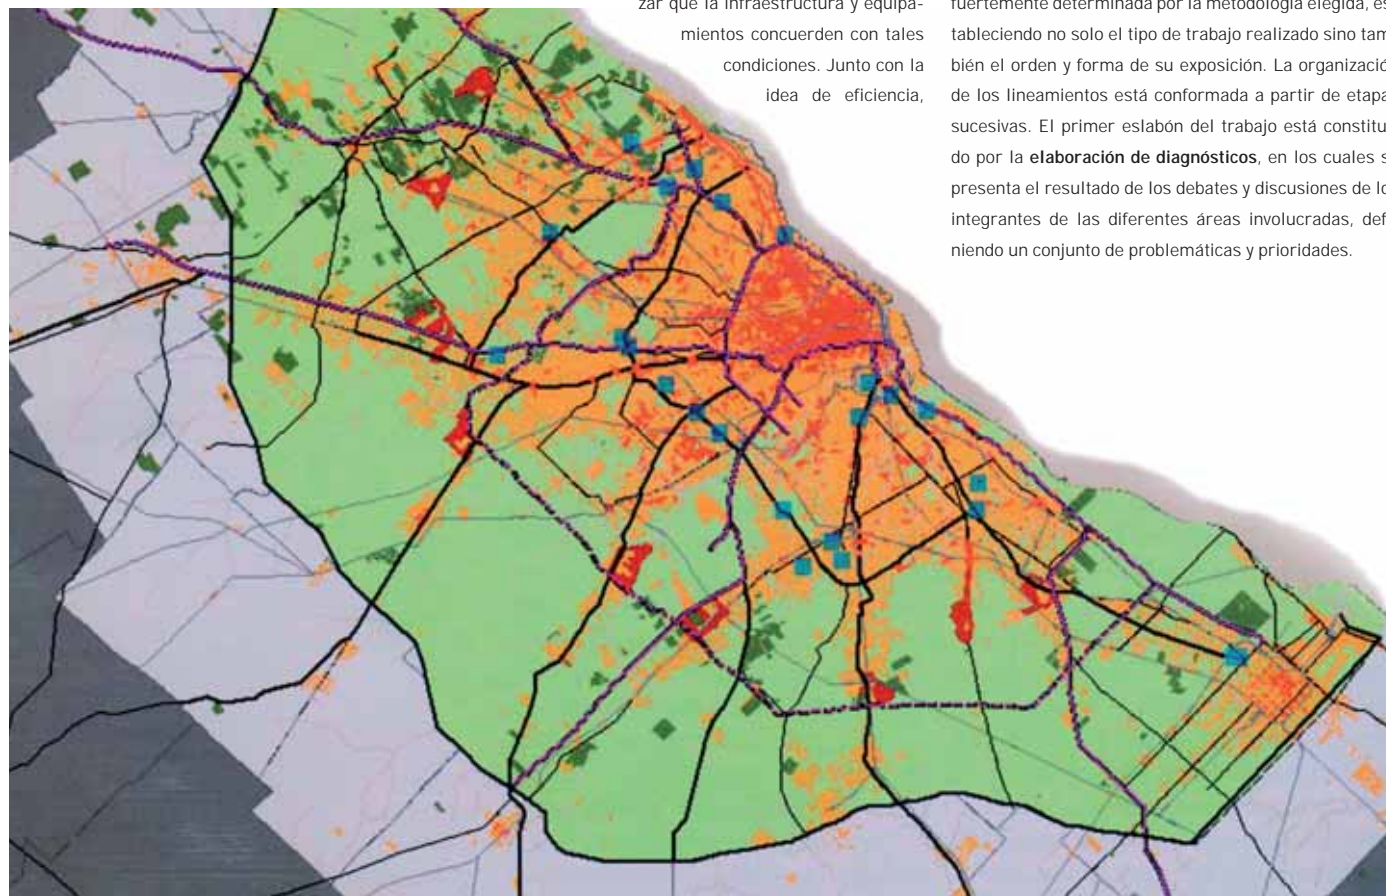 zar que la infraestructura y equipa-
mientos concuerden con tales
condiciones. Junto con la
idea de eficiencia,
fuertemente determinada por la metodología elegida, es
tableciendo no solo el tipo de trabajo realizado sino tam
bién el orden y forma de su exposición. La organizació
de los lineamientos está conformada a partir de etapa
sucesivas. El primer eslabón del trabajo está constitu
do por la elaboración de diagnósticos, en los cuales s
presenta el resultado de los debates y discusiones de lo
integrantes de las diferentes áreas involucradas, def
niendo un conjunto de problemáticas y prioridades.